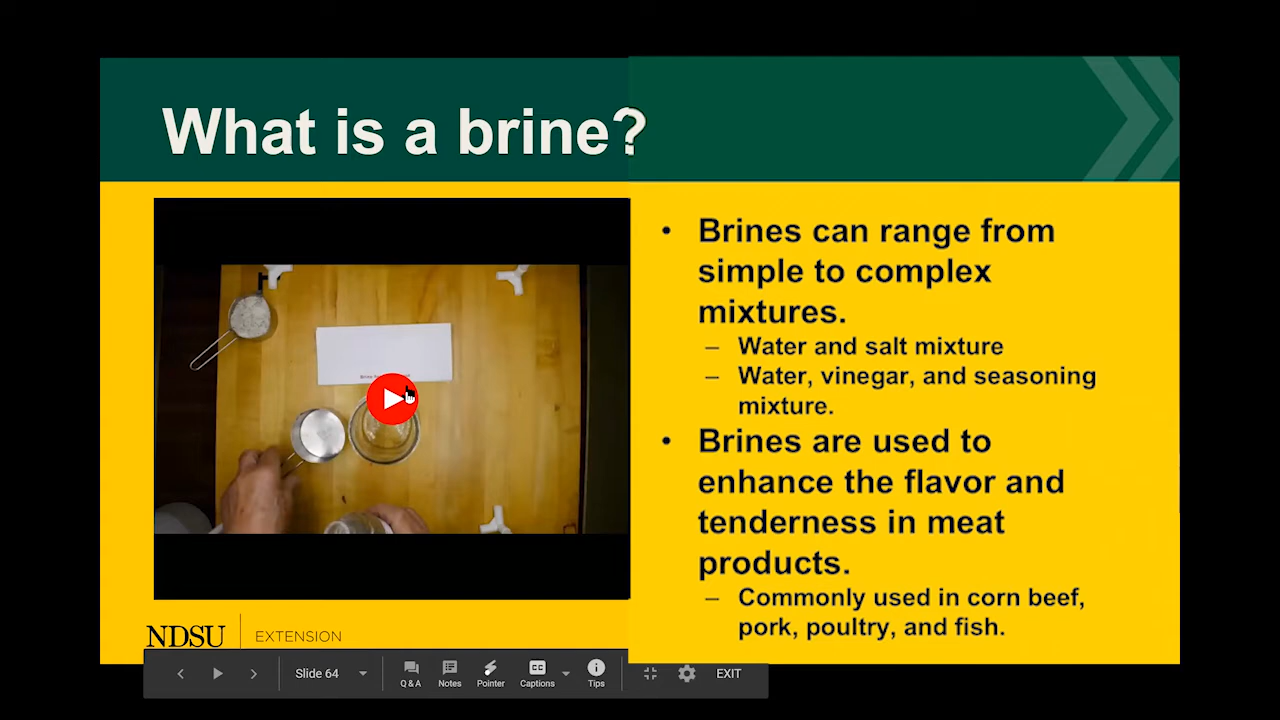 What is a brine?
• Brines can range from
simple to complex
mixtures.
– Water and salt mixture
– Water, vinegar, and seasoning
mixture.
• Brines are used to
enhance the flavor and
tenderness in meat
products.
– Commonly used in corn beef,
pork, poultry, and fish.
NDSU EXTENSION
Slide 64 Q & A Notes Pointer Captions Tips EXIT